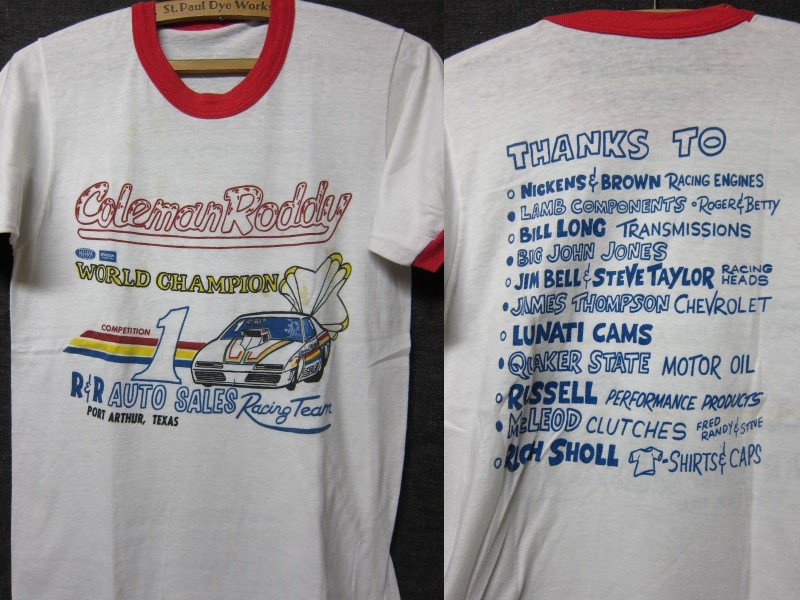 St. Paul Dye Works
Coleman Roddy
NHRA
WORLD CHAMPION
COMPETITION
1
R&R AUTO SALES Racing Team
PORT ARTHUR, TEXAS
THANKS TO
NICKENS & BROWN RACING ENGINES
LAMB COMPONENTS • ROGER & BETTY
BILL LONG TRANSMISSIONS
BIG JOHN JONES
JIM BELL & STEVE TAYLOR RACING HEADS
JAMES THOMPSON CHEVROLET
LUNATI CAMS
QUAKER STATE MOTOR OIL
RUSSELL PERFORMANCE PRODUCTS
McLEOD CLUTCHES FRED RANDY & STEVE
RICH SHOLL -SHIRTS & CAPS